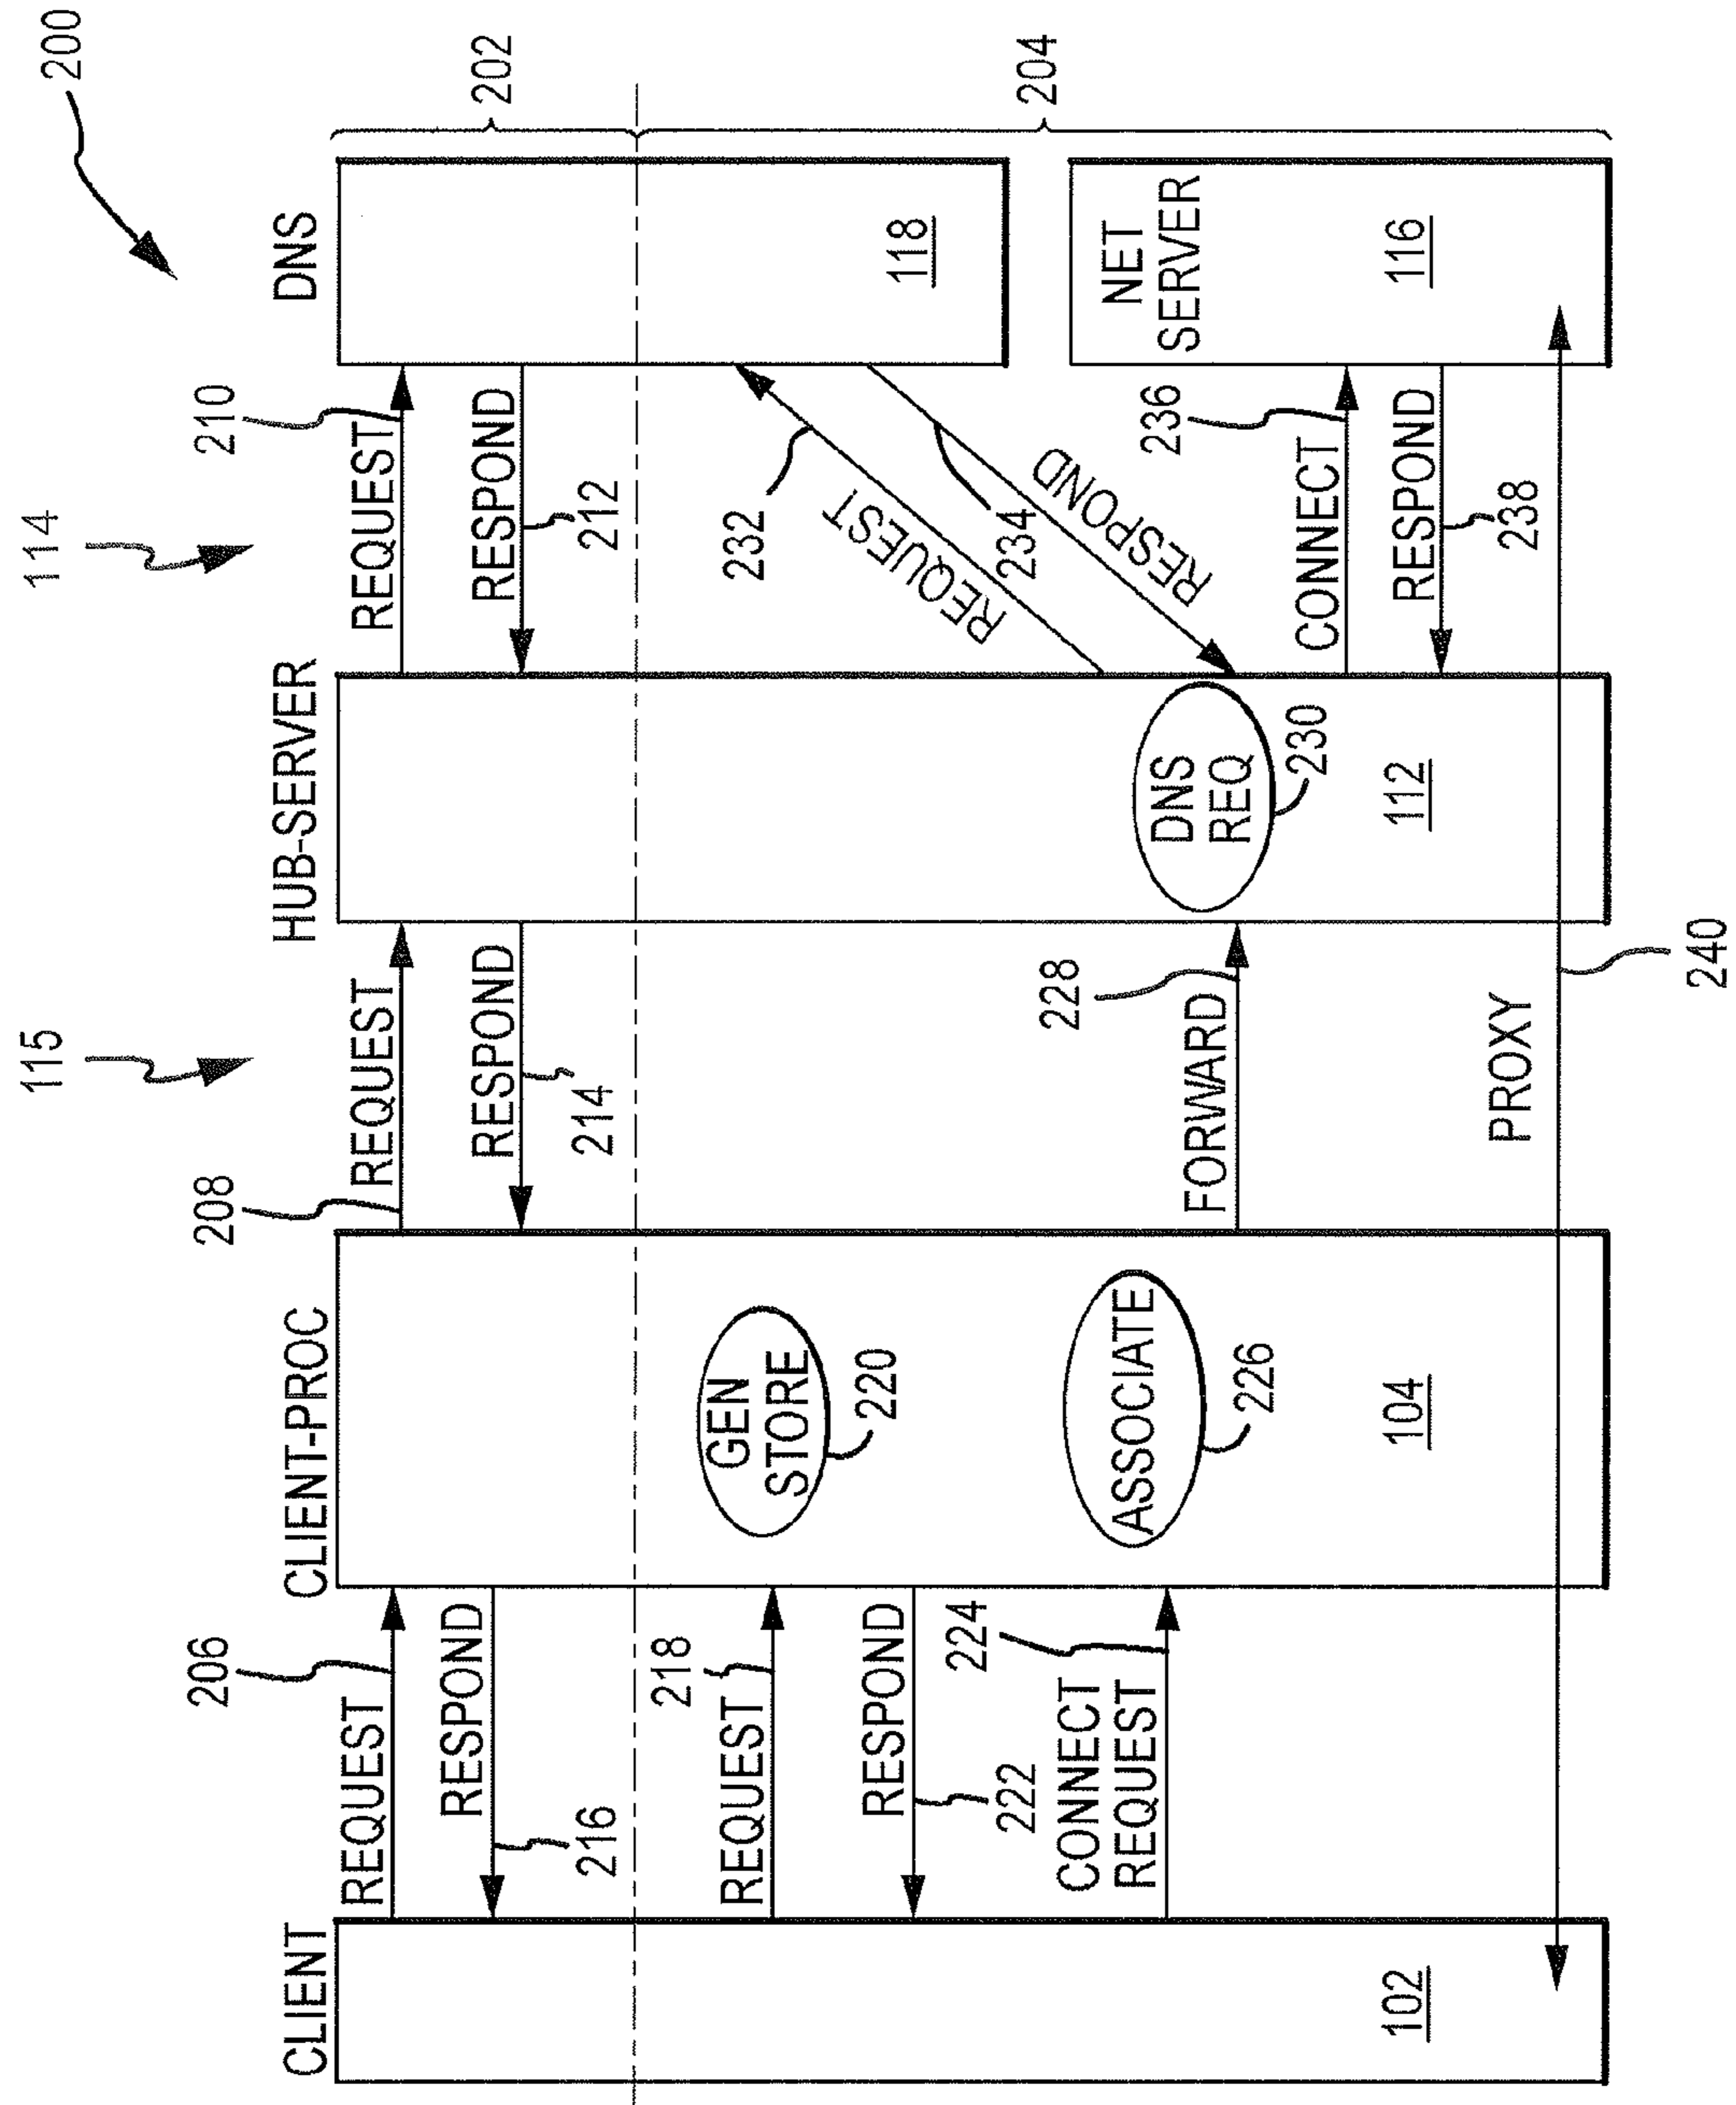 200
114
115
CLIENT
CLIENT-PROC
HUB-SERVER
DNS
206
REQUEST
208
REQUEST
210
REQUEST
202
RESPOND
216
RESPOND
214
RESPOND
212
218
REQUEST
GEN
STORE
220
232
REQUEST
234
RESPOND
118
204
RESPOND
222
224
CONNECT
REQUEST
ASSOCIATE
226
228
FORWARD
DNS
REQ
230
NET
SERVER
236
CONNECT
RESPOND
238
102
104
112
116
PROXY
240